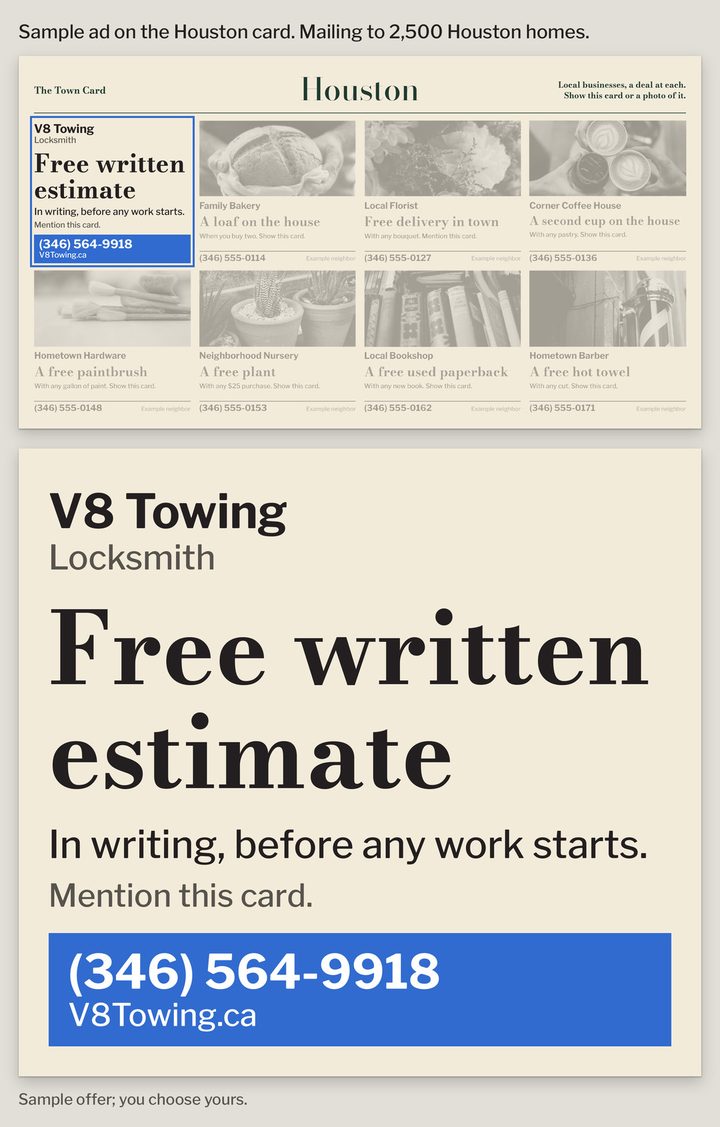 Sample ad on the Houston card. Mailing to 2,500 Houston homes.
The Town Card
Houston
Local businesses, a deal at each.
Show this card or a photo of it.
V8 Towing
Locksmith
Free written
estimate
In writing, before any work starts.
Mention this card.
(346) 564-9918
V8Towing.ca
Family Bakery
A loaf on the house
When you buy two. Show this card.
(346) 555-0114
Example neighbor
Local Florist
Free delivery in town
With any bouquet. Mention this card.
(346) 555-0127
Example neighbor
Corner Coffee House
A second cup on the house
With any pastry. Show this card.
(346) 555-0136
Example neighbor
Hometown Hardware
A free paintbrush
With any gallon of paint. Show this card.
(346) 555-0148
Example neighbor
Neighborhood Nursery
A free plant
With any $25 purchase. Show this card.
(346) 555-0153
Example neighbor
Local Bookshop
A free used paperback
With any new book. Show this card.
(346) 555-0162
Example neighbor
Hometown Barber
A free hot towel
With any cut. Show this card.
(346) 555-0171
Example neighbor
V8 Towing
Locksmith
Free written
estimate
In writing, before any work starts.
Mention this card.
(346) 564-9918
V8Towing.ca
Sample offer; you choose yours.